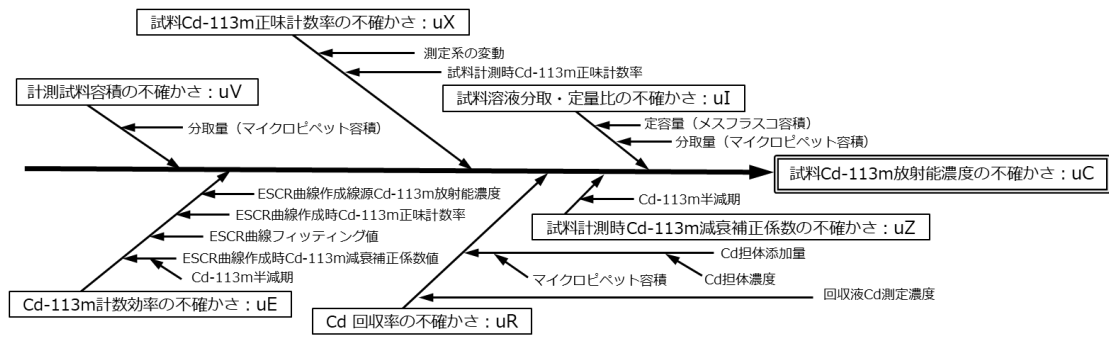 試料Cd-113m正味計数率の不確かさ：uX
測定系の変動
試料計測時Cd-113m正味計数率
計測試料容積の不確かさ：uV
分取量（マイクロピペット容積）
試料溶液分取・定量比の不確かさ：uI
定容量（メスフラスコ容積）
分取量（マイクロピペット容積）
試料Cd-113m放射能濃度の不確かさ：uC
ESCR曲線作成線源Cd-113m放射能濃度
ESCR曲線作成時Cd-113m正味計数率
ESCR曲線フィッティング値
ESCR曲線作成時Cd-113m減衰補正係数値
Cd-113m半減期
Cd-113m計数効率の不確かさ：uE
Cd-113m半減期
試料計測時Cd-113m減衰補正係数の不確かさ：uZ
Cd担体添加量
マイクロピペット容積
Cd担体濃度
回収液Cd測定濃度
Cd 回収率の不確かさ：uR